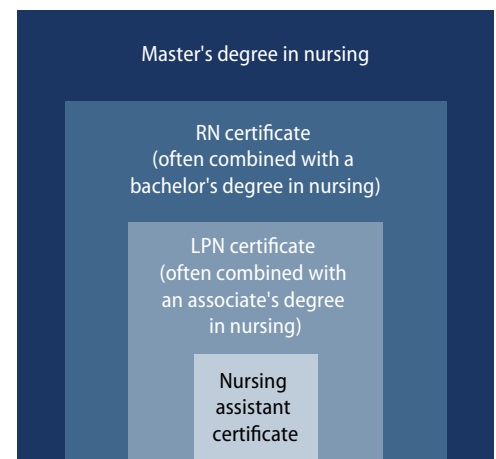 Master's degree in nursing
RN certificate
(often combined with a
bachelor's degree in nursing)
LPN certificate
(often combined with
an associate's degree
in nursing)
Nursing
assistant
certificate